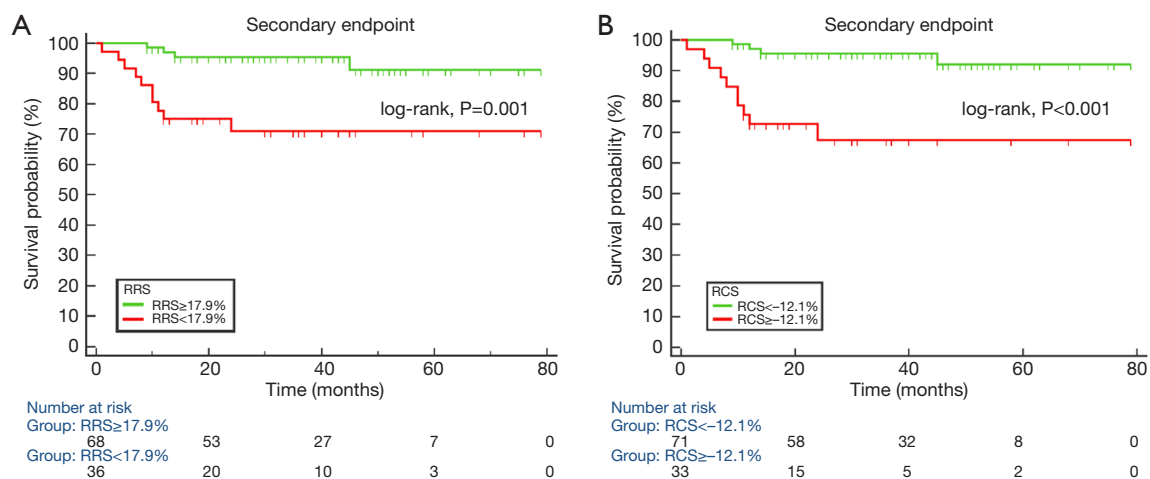 A
Secondary endpoint
Survival probability (%)
100
90
80
70
60
50
40
30
20
10
0
log-rank, P=0.001
RRS
RRS≥17.9%
RRS<17.9%
0 20 40 60 80
Time (months)
Number at risk
Group: RRS≥17.9%
68 53 27 7 0
Group: RRS<17.9%
36 20 10 3 0
B
Secondary endpoint
Survival probability (%)
100
90
80
70
60
50
40
30
20
10
0
log-rank, P<0.001
RCS
RCS<−12.1%
RCS≥−12.1%
0 20 40 60 80
Time (months)
Number at risk
Group: RCS<−12.1%
71 58 32 8 0
Group: RCS≥−12.1%
33 15 5 2 0